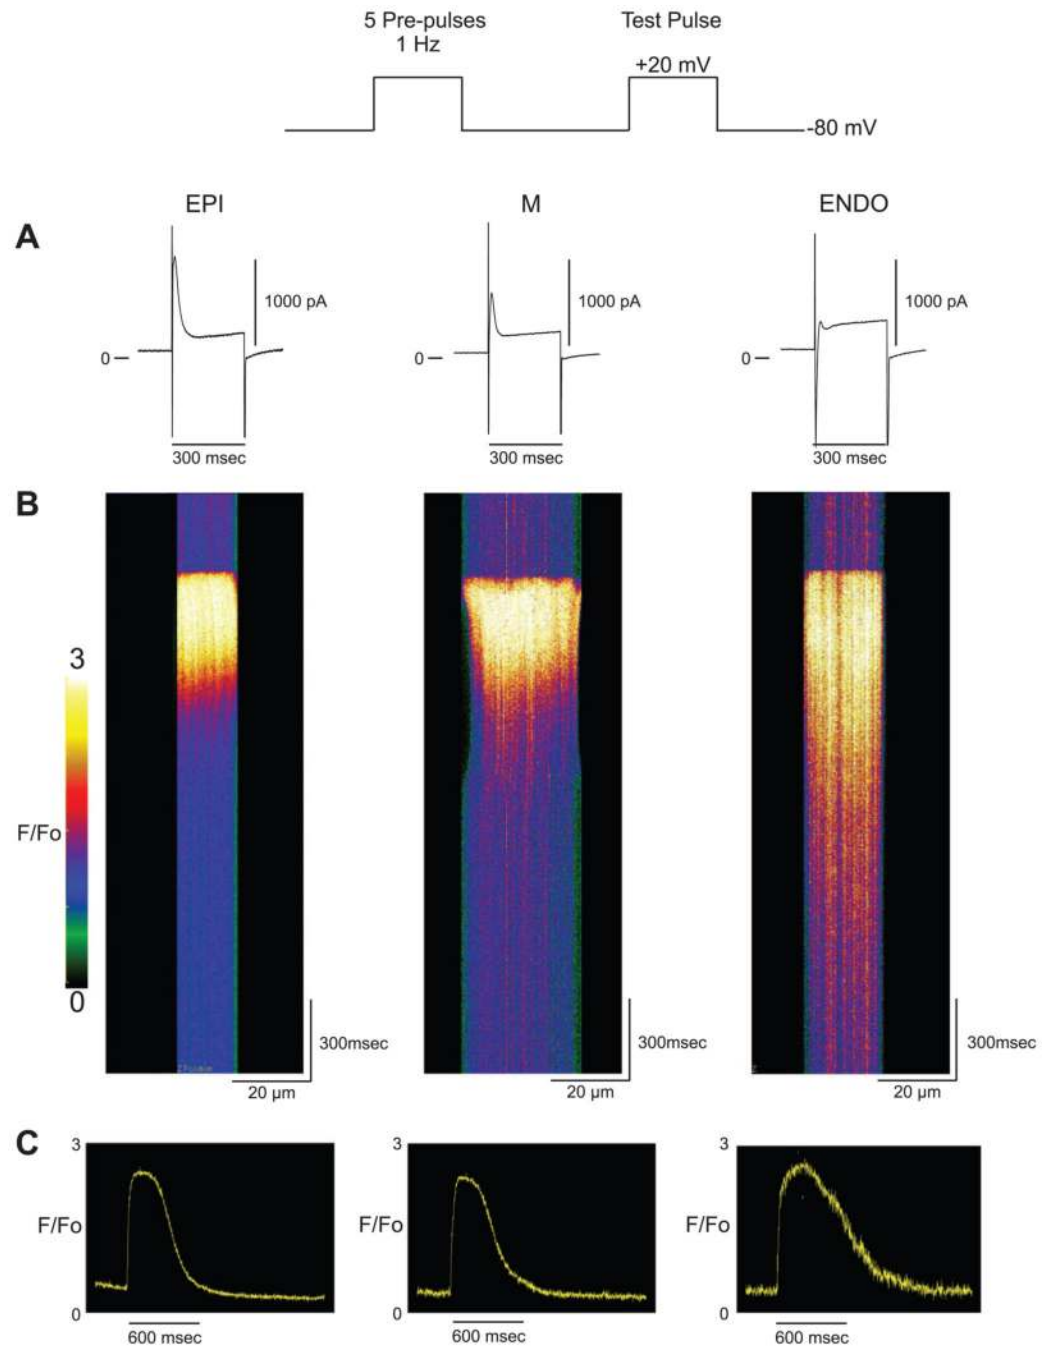 5 Pre-pulses
1 Hz
Test Pulse
+20 mV
-80 mV
EPI
M
ENDO
A
1000 pA
1000 pA
1000 pA
0
0
0
300 msec
300 msec
300 msec
B
3
F/Fo
0
300msec
300msec
300msec
20 µm
20 µm
20 µm
C
3
3
3
F/Fo
F/Fo
F/Fo
0
0
0
600 msec
600 msec
600 msec